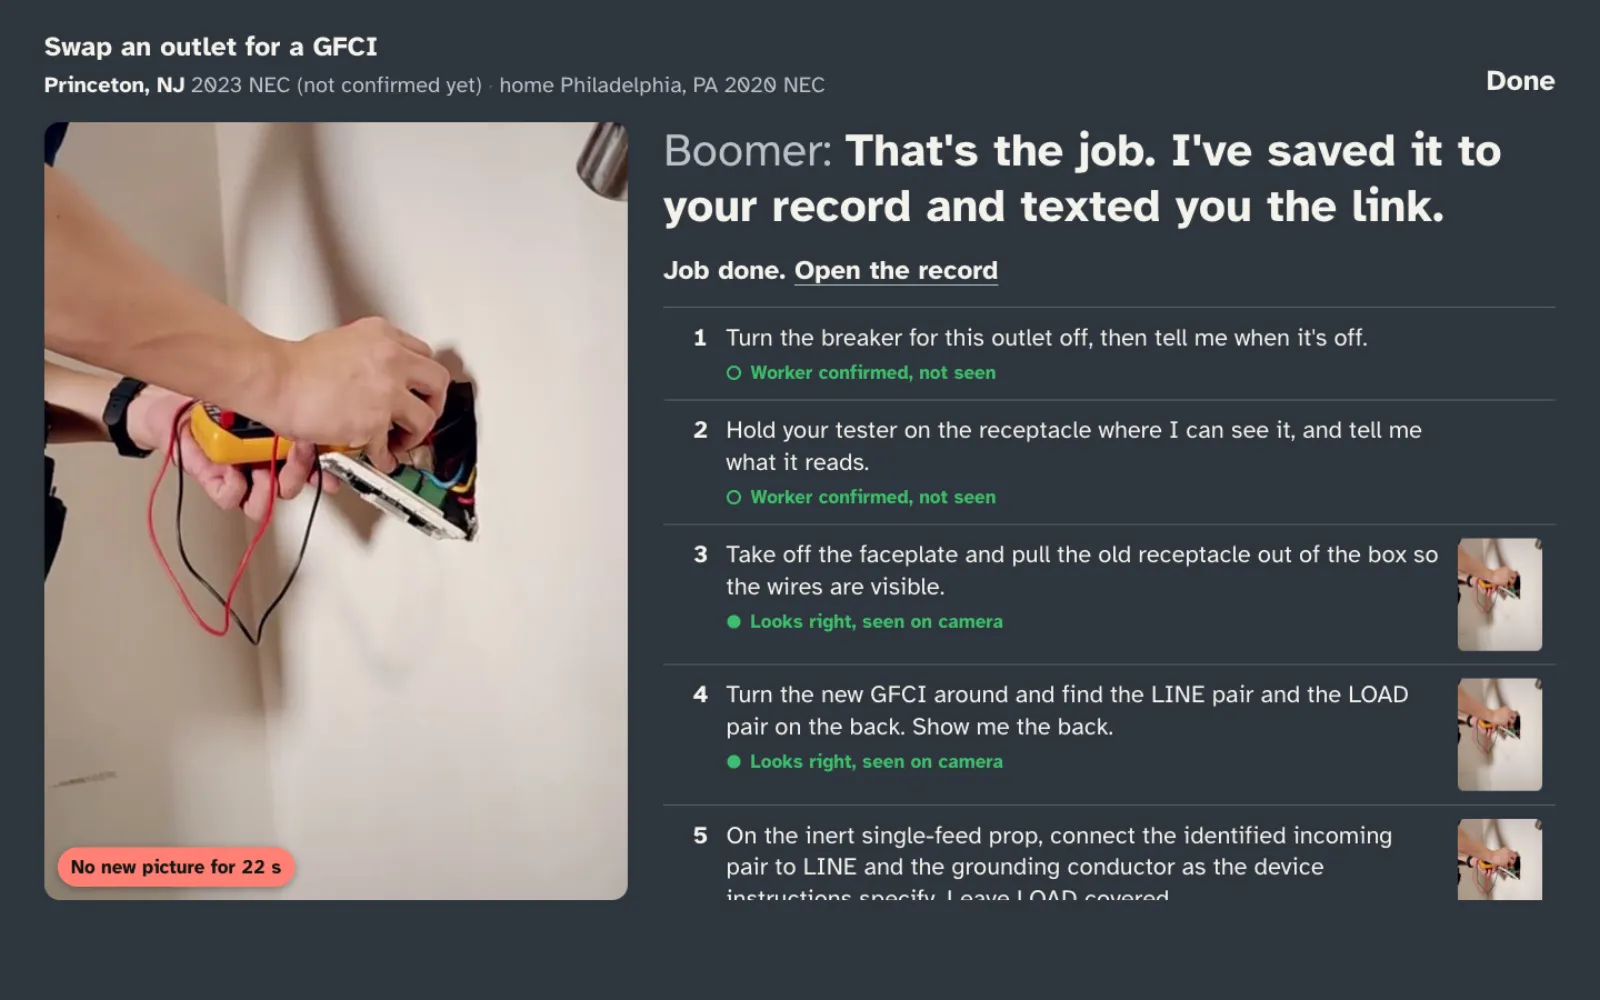 Swap an outlet for a GFCI
Princeton, NJ 2023 NEC (not confirmed yet) · home Philadelphia, PA 2020 NEC
Done
Boomer: That's the job. I've saved it to
your record and texted you the link.
Job done. Open the record
1 Turn the breaker for this outlet off, then tell me when it's off.
Worker confirmed, not seen
2 Hold your tester on the receptacle where I can see it, and tell me
what it reads.
Worker confirmed, not seen
3 Take off the faceplate and pull the old receptacle out of the box so
the wires are visible.
Looks right, seen on camera
4 Turn the new GFCI around and find the LINE pair and the LOAD
pair on the back. Show me the back.
Looks right, seen on camera
5 On the inert single-feed prop, connect the identified incoming
pair to LINE and the grounding conductor as the device
instructions specify. Leave LOAD covered.
No new picture for 22 s